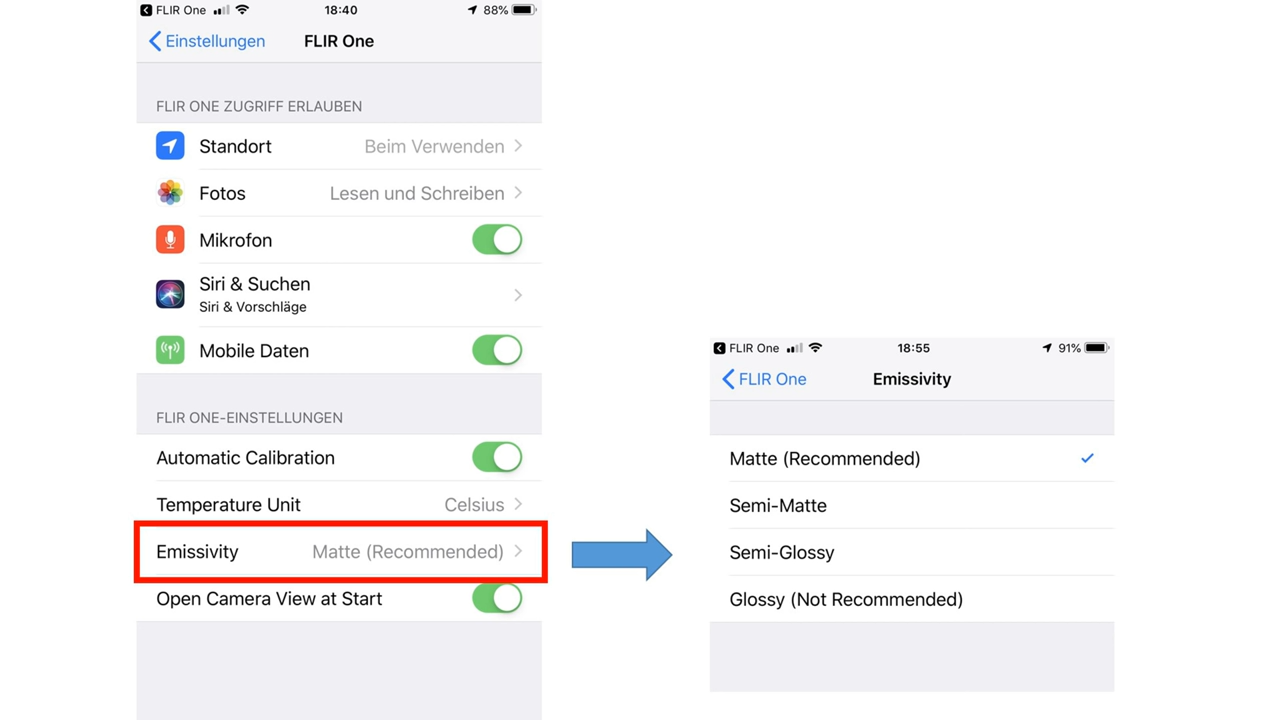 FLIR One 18:40 88%
Einstellungen FLIR One
FLIR ONE ZUGRIFF ERLAUBEN
Standort Beim Verwenden
Fotos Lesen und Schreiben
Mikrofon
Siri & Suchen
Siri & Vorschläge
Mobile Daten
FLIR ONE-EINSTELLUNGEN
Automatic Calibration
Temperature Unit Celsius
Emissivity Matte (Recommended)
Open Camera View at Start
FLIR One 18:55 91%
FLIR One Emissivity
Matte (Recommended)
Semi-Matte
Semi-Glossy
Glossy (Not Recommended)